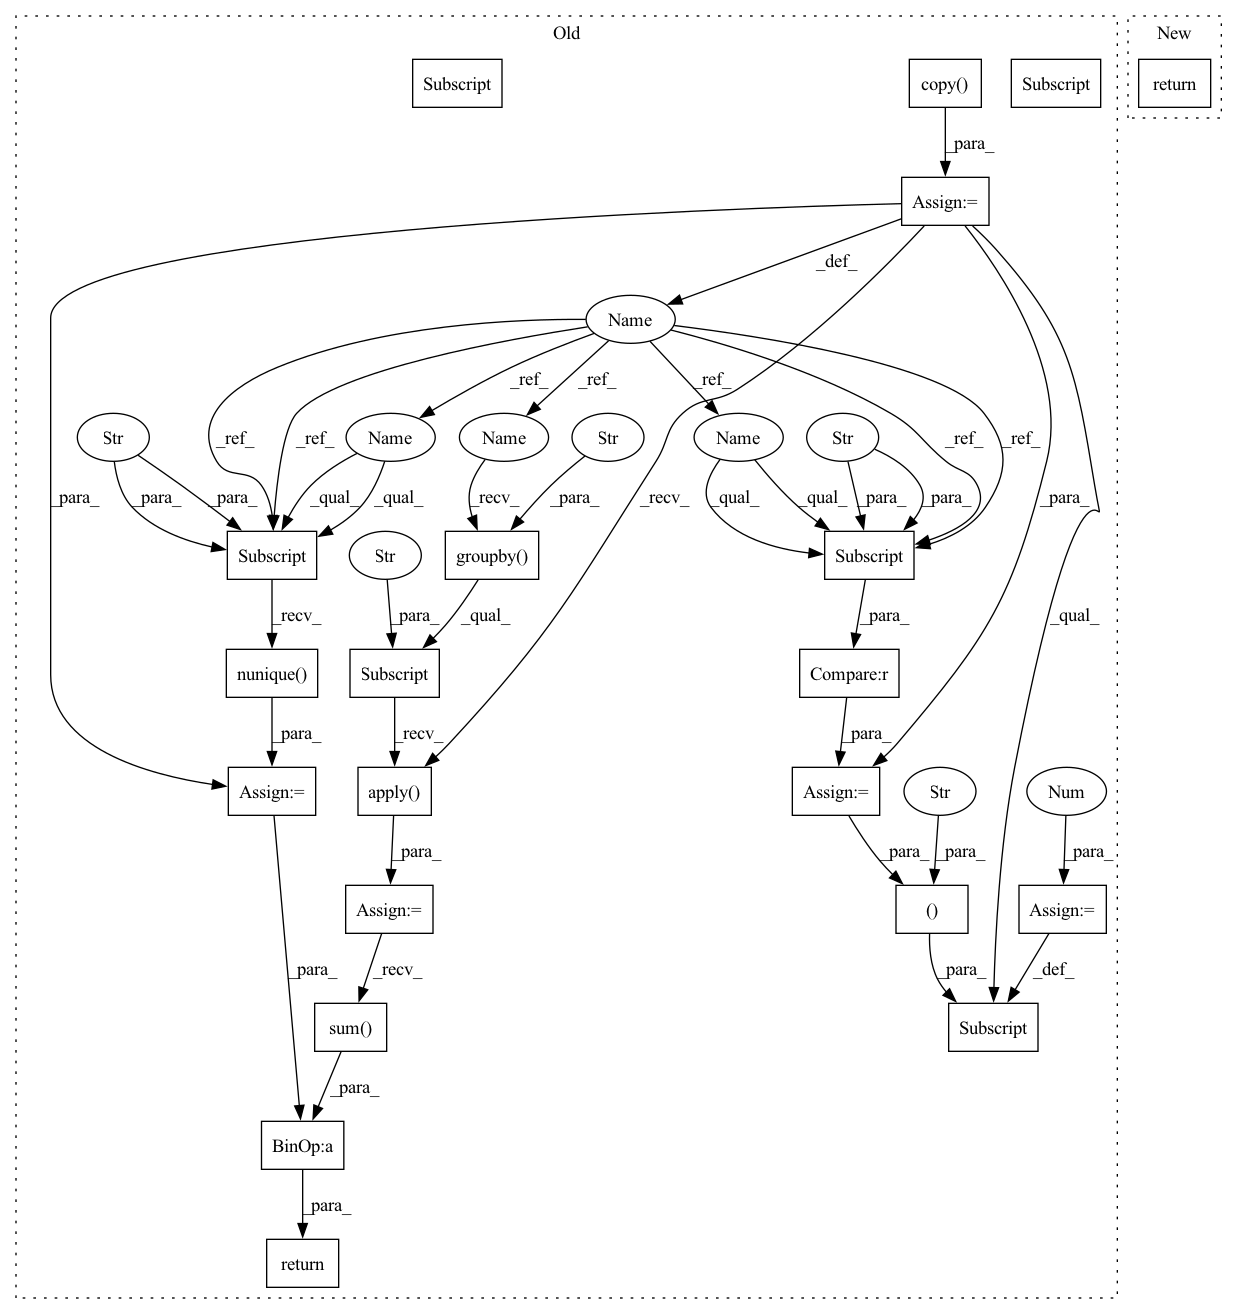 Old
New
Subscript
copy()
Subscript
return
_para_
Assign:=
_def_
Name
_ref_
_ref_
_ref_
Str
Name
Name
Str
Name
Str
_ref_
_ref_
_ref_
_ref_
_para_
_para_
_para_
_qual_
_qual_
_recv_
_para_
_recv_
_qual_
_qual_
_para_
_para_
_para_
Subscript
Str
groupby()
Subscript
_recv_
_para_
_qual_
_para_
_qual_
nunique()
Subscript
Compare:r
_para_
_recv_
_para_
Assign:=
apply()
Assign:=
Str
Num
_para_
_para_
_para_
_para_
Assign:=
()
Assign:=
_para_
_recv_
_para_
_def_
sum()
Subscript
_para_
BinOp:a
_para_
return